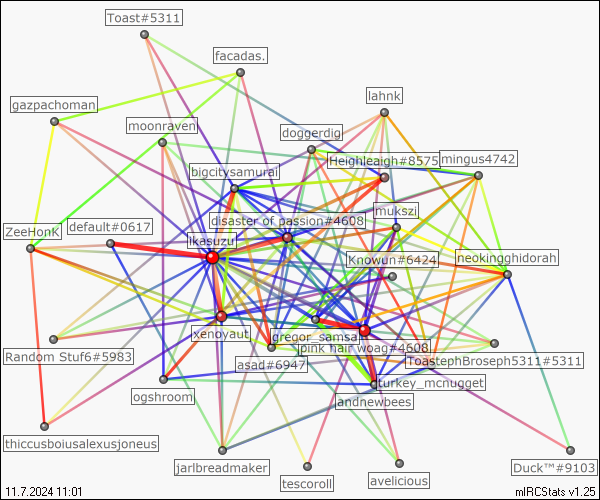 Toast#5311
facadas.
lahnk
gazpachoman
moonraven
doggerdig
Heighleaigh#8575
mingus4742
bigcitysamurai
mukszi
disaster of passion#4608
default#0617
ZeeHonK
ikasuzu
Knowun#6424
neokingghidorah
xenoyaut
gregor_samsah
pink hair woag#4608
Random Stuf6#5983
asad#6947
ToastephBroseph5311#5311
turkey_mcnugget
ogshroom
andnewbees
thiccusboiusalexusjoneus
jarlbreadmaker
tescoroll
avelicious
Duck™#9103
11.7.2024 11:01
mIRCStats v1.25